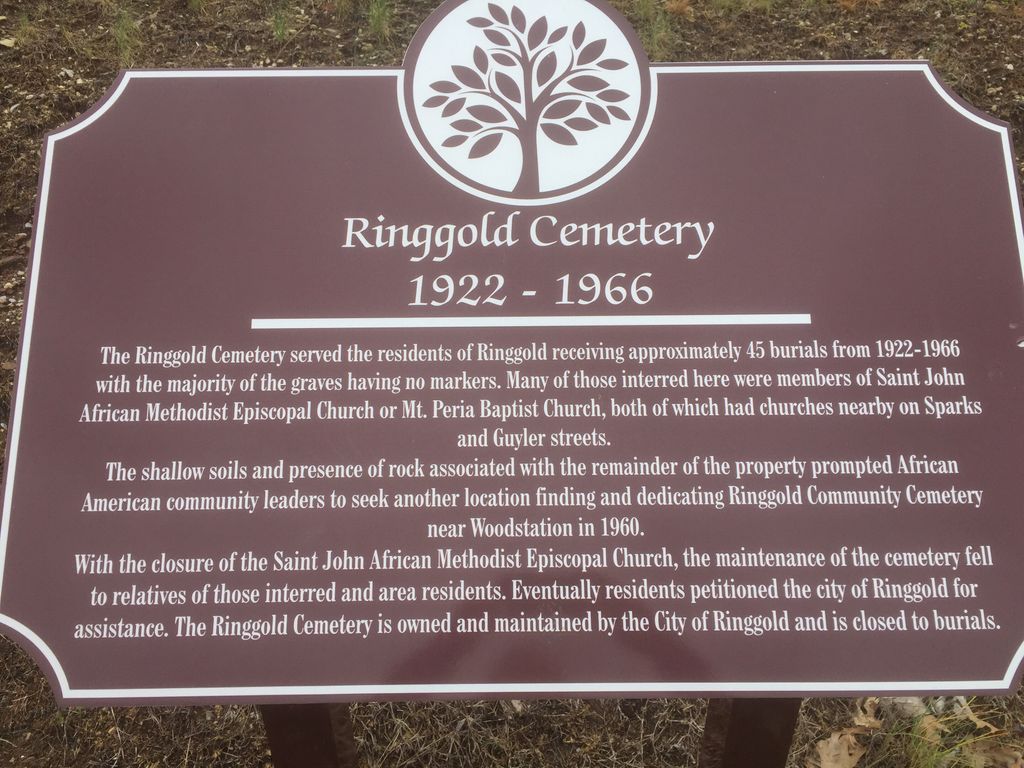 Ringgold Cemetery
1922 - 1966
The Ringgold Cemetery served the residents of Ringgold receiving approximately 45 burials from 1922-1966
with the majority of the graves having no markers. Many of those interred here were members of Saint John
African Methodist Episcopal Church or Mt. Peria Baptist Church, both of which had churches nearby on Sparks
and Guyler streets.
The shallow soils and presence of rock associated with the remainder of the property prompted African
American community leaders to seek another location finding and dedicating Ringgold Community Cemetery
near Woodstation in 1960.
With the closure of the Saint John African Methodist Episcopal Church, the maintenance of the cemetery fell
to relatives of those interred and area residents. Eventually residents petitioned the city of Ringgold for
assistance. The Ringgold Cemetery is owned and maintained by the City of Ringgold and is closed to burials.